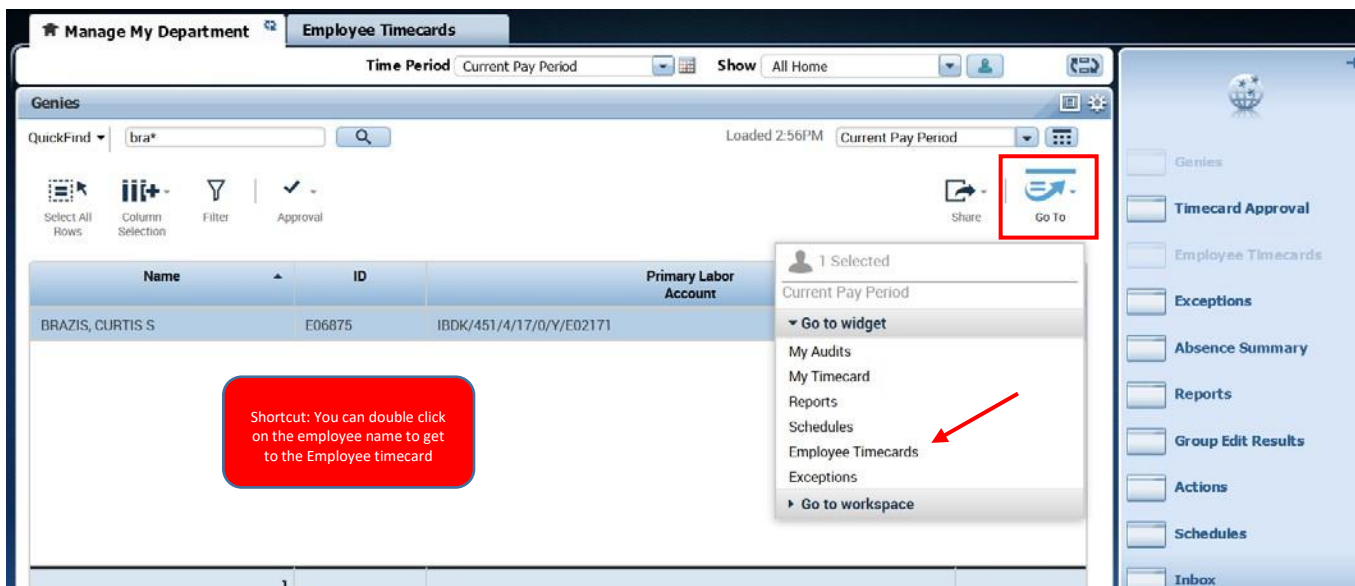 Manage My Department
Employee Timecards
Time Period Current Pay Period Show All Home
Genies
QuickFind bra* Loaded 2:56PM Current Pay Period
Select All Rows
Column Selection
Filter
Approval
Share
Go To
Name ID Primary Labor Account
BRAZIS, CURTIS S E06875 IBDK/451/4/17/0/Y/E02171
1
Shortcut: You can double click
on the employee name to get
to the Employee timecard
1 Selected
Current Pay Period
Go to widget
My Audits
My Timecard
Reports
Schedules
Employee Timecards
Exceptions
Go to workspace
Genies
Timecard Approval
Employee Timecards
Exceptions
Absence Summary
Reports
Group Edit Results
Actions
Schedules
Inbox